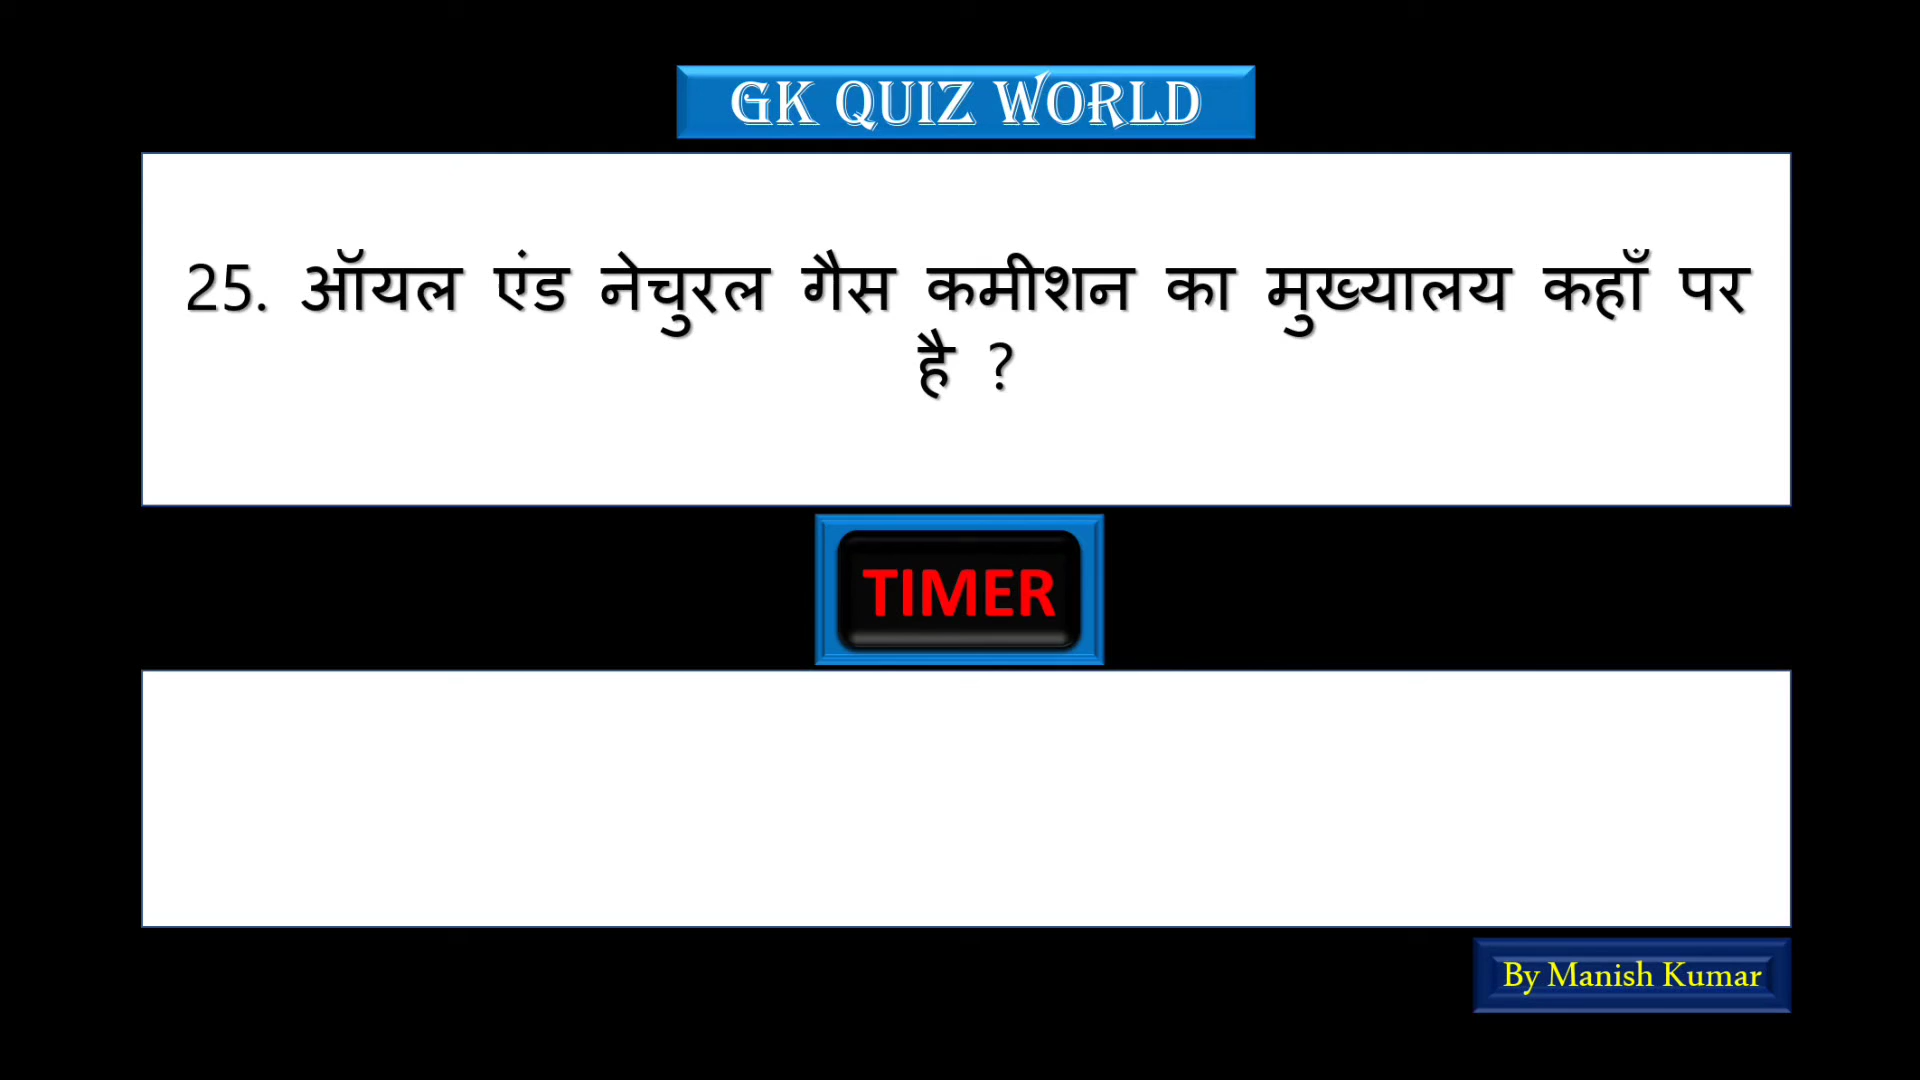 GK QUIZ WORLD
25. ऑयल एंड नेचुरल गैस कमीशन का मुख्यालय कहाँ पर
है ?
TIMER
By Manish Kumar